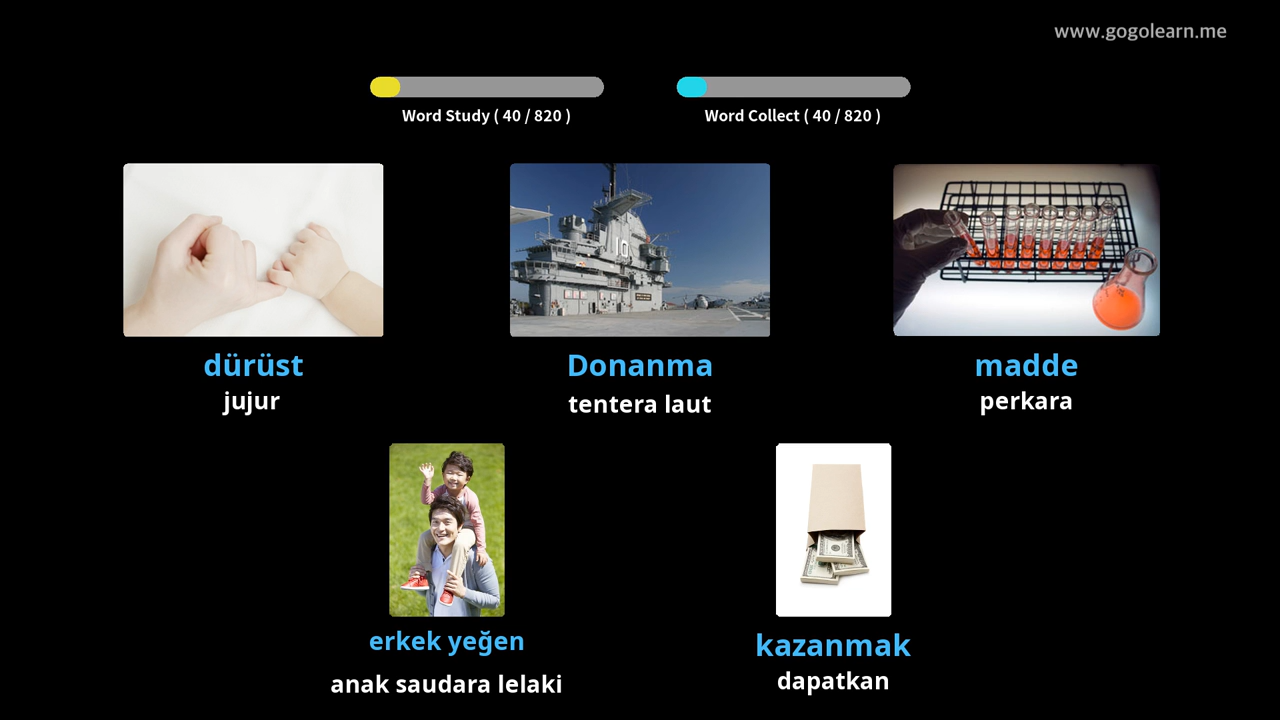 www.gogolearn.me
Word Study ( 40 / 820 )
Word Collect ( 40 / 820 )
dürüst
jujur
Donanma
tentera laut
madde
perkara
erkek yeğen
anak saudara lelaki
kazanmak
dapatkan